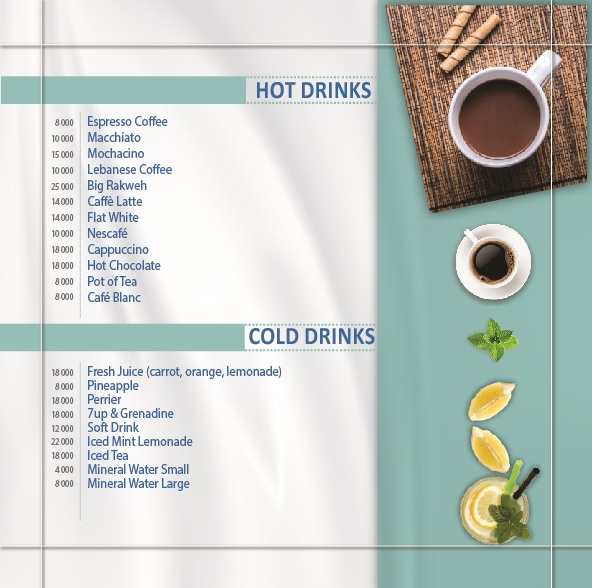 HOT DRINKS
8 000 Espresso Coffee
10 000 Macchiato
15 000 Mochacino
10 000 Lebanese Coffee
25 000 Big Rakweh
14 000 Caffè Latte
14 000 Flat White
10 000 Nescafé
18 000 Cappuccino
18 000 Hot Chocolate
8 000 Pot of Tea
8 000 Café Blanc
COLD DRINKS
18 000 Fresh Juice (carrot, orange, lemonade)
8 000 Pineapple
18 000 Perrier
18 000 7up & Grenadine
12 000 Soft Drink
22 000 Iced Mint Lemonade
18 000 Iced Tea
4 000 Mineral Water Small
8 000 Mineral Water Large